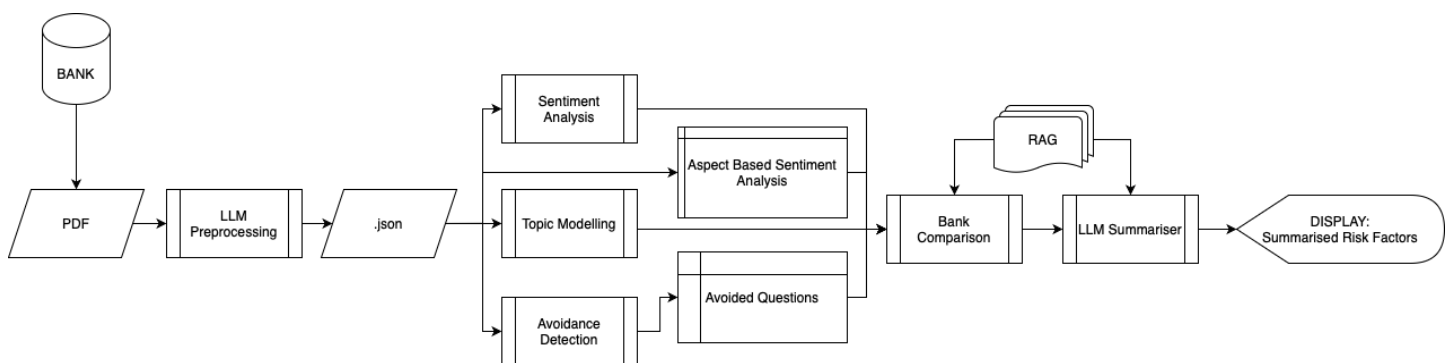 BANK
PDF
LLM
Preprocessing
.json
Sentiment
Analysis
Aspect Based Sentiment
Analysis
Topic Modelling
Avoidance
Detection
Avoided Questions
RAG
Bank
Comparison
LLM Summariser
DISPLAY:
Summarised Risk Factors